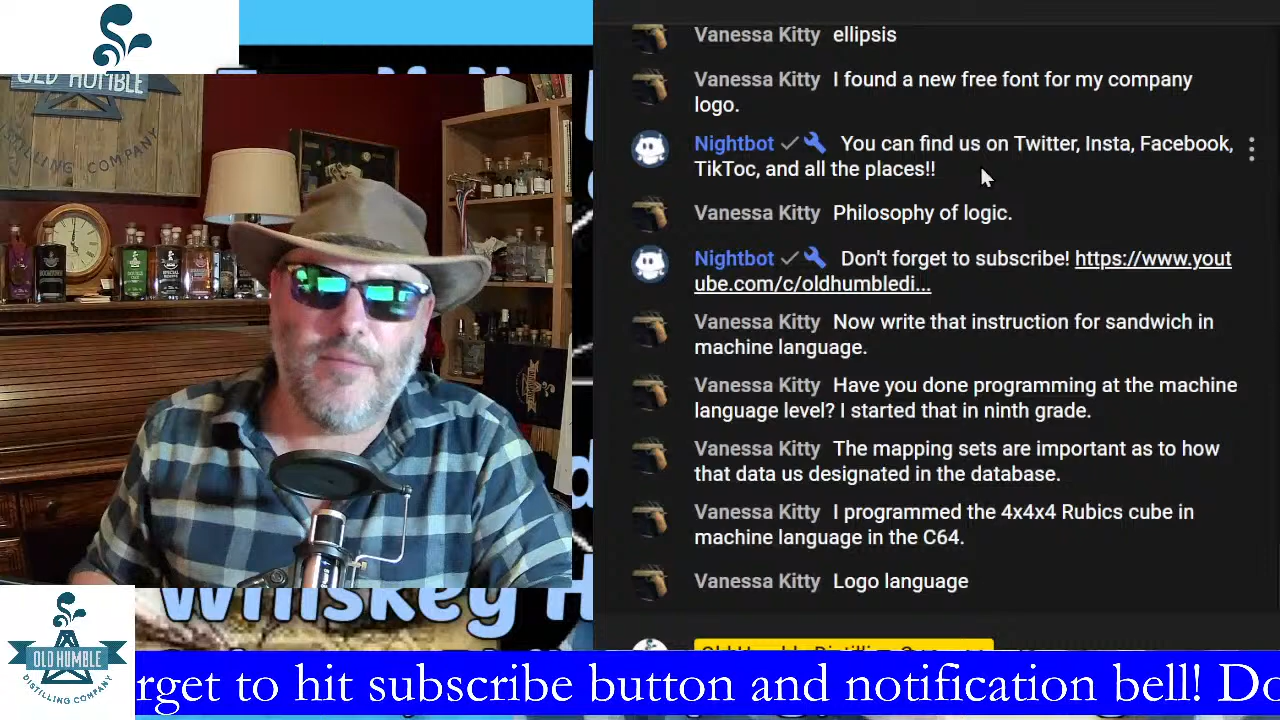 OLD HUMBLE
STILLING COMPANY
Vanessa Kitty ellipsis
Vanessa Kitty I found a new free font for my company
logo.
Nightbot You can find us on Twitter, Insta, Facebook,
TikToc, and all the places!!
Vanessa Kitty Philosophy of logic.
Nightbot Don't forget to subscribe! https://www.yout
ube.com/c/oldhumbledi...
Vanessa Kitty Now write that instruction for sandwich in
machine language.
Vanessa Kitty Have you done programming at the machine
language level? I started that in ninth grade.
Vanessa Kitty The mapping sets are important as to how
that data us designated in the database.
Vanessa Kitty I programmed the 4x4x4 Rubics cube in
machine language in the C64.
Vanessa Kitty Logo language
Whiskey H
OLD HUMBLE
DISTILLING COMPANY
rget to hit subscribe button and notification bell! Do